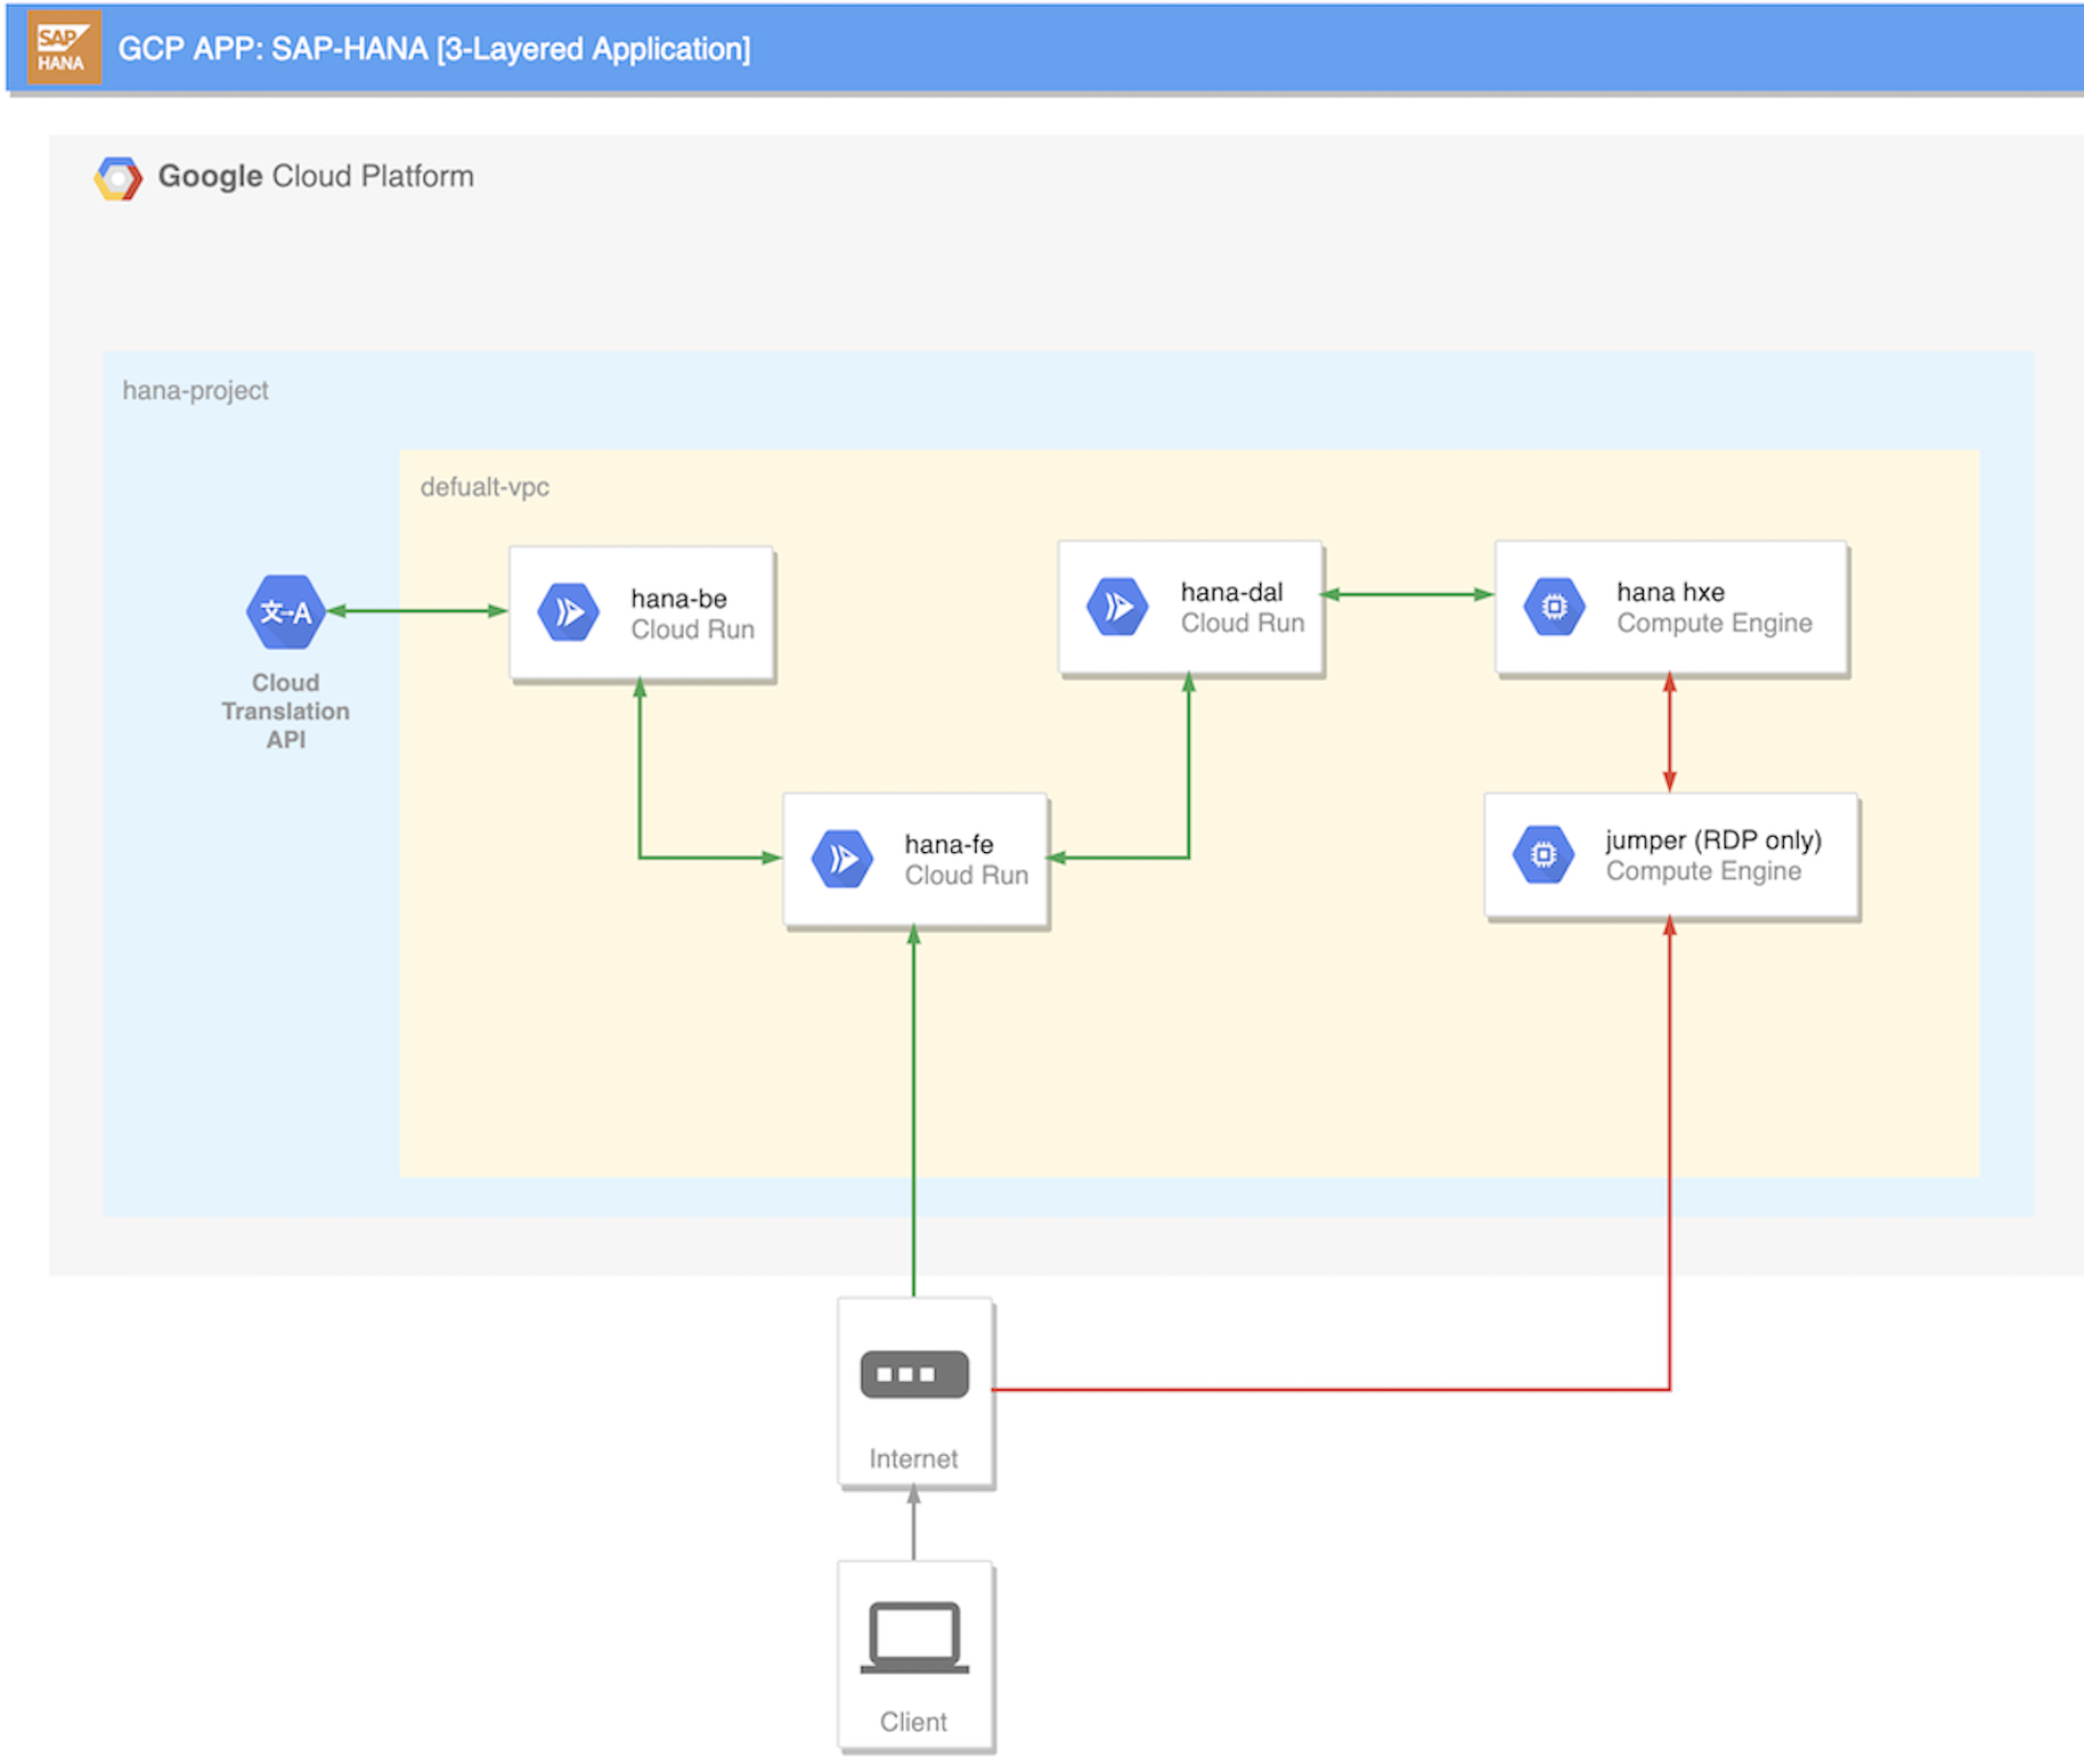 SAP
HANA
GCP APP: SAP-HANA [3-Layered Application]
Google Cloud Platform
hana-project
defualt-vpc
文→A
Cloud
Translation
API
hana-be
Cloud Run
hana-dal
Cloud Run
hana hxe
Compute Engine
hana-fe
Cloud Run
jumper (RDP only)
Compute Engine
Internet
Client